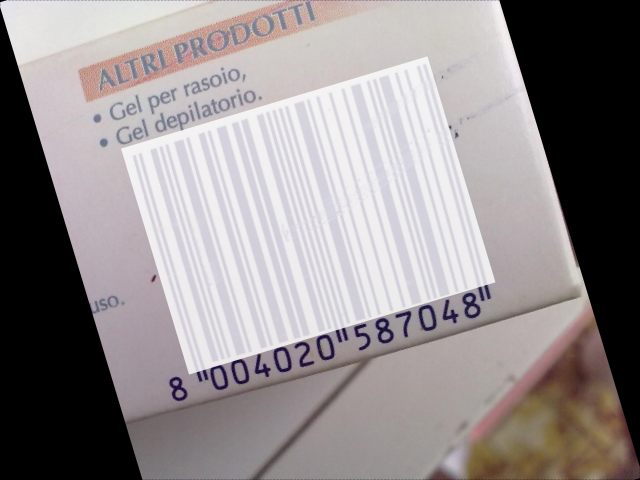 ALTRI PRODOTTI
• Gel per rasoio,
• Gel depilatorio.
uso.
8 "004020"587048"